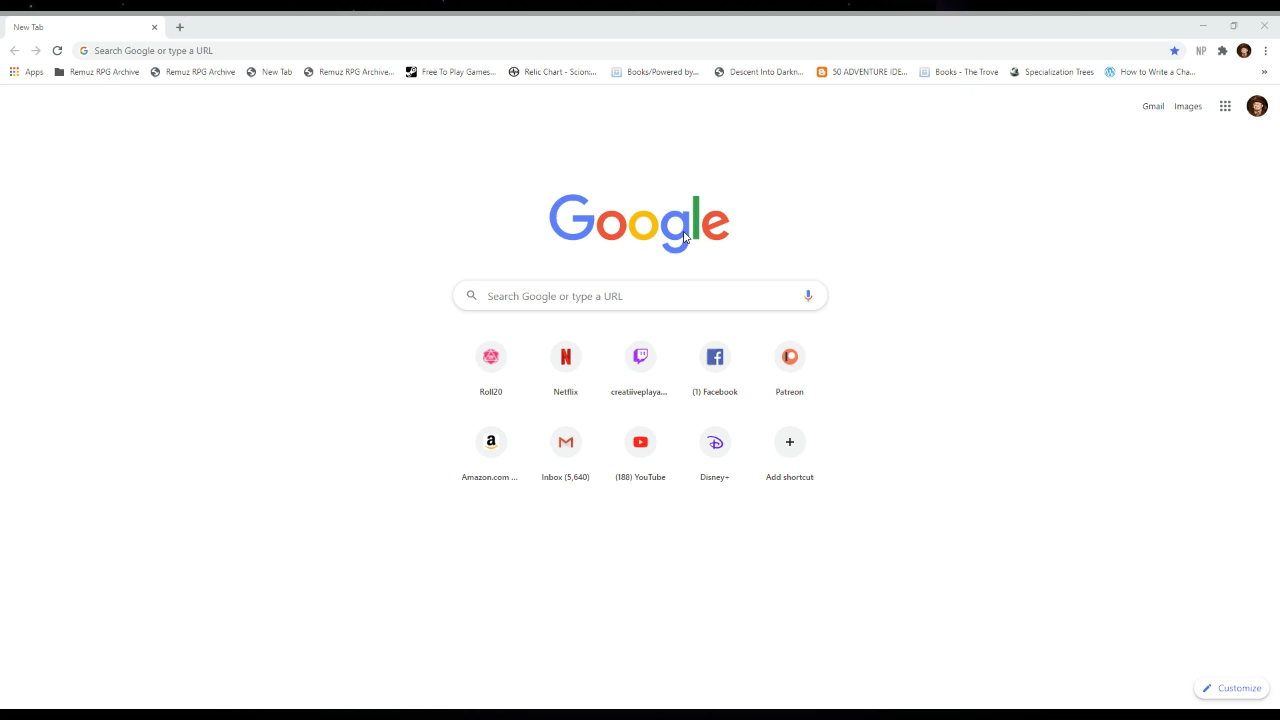 New Tab
Search Google or type a URL
NP
Apps Remuz RPG Archive Remuz RPG Archive New Tab Remuz RPG Archive... Free To Play Games... Relic Chart - Scion:... Books/Powered by... Descent Into Darkn... 50 ADVENTURE IDE... Books - The Trove Specialization Trees How to Write a Cha... »
Gmail Images
Google
Search Google or type a URL
Roll20 Netflix creatiiveplaya... (1) Facebook Patreon
Amazon.com ... Inbox (5,640) (188) YouTube Disney+ Add shortcut
Customize